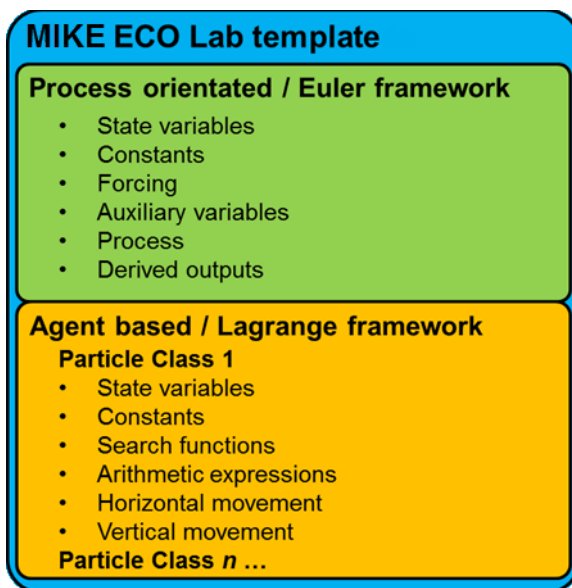 MIKE ECO Lab template
Process orientated / Euler framework
• State variables
• Constants
• Forcing
• Auxiliary variables
• Process
• Derived outputs
Agent based / Lagrange framework
Particle Class 1
• State variables
• Constants
• Search functions
• Arithmetic expressions
• Horizontal movement
• Vertical movement
Particle Class n ...